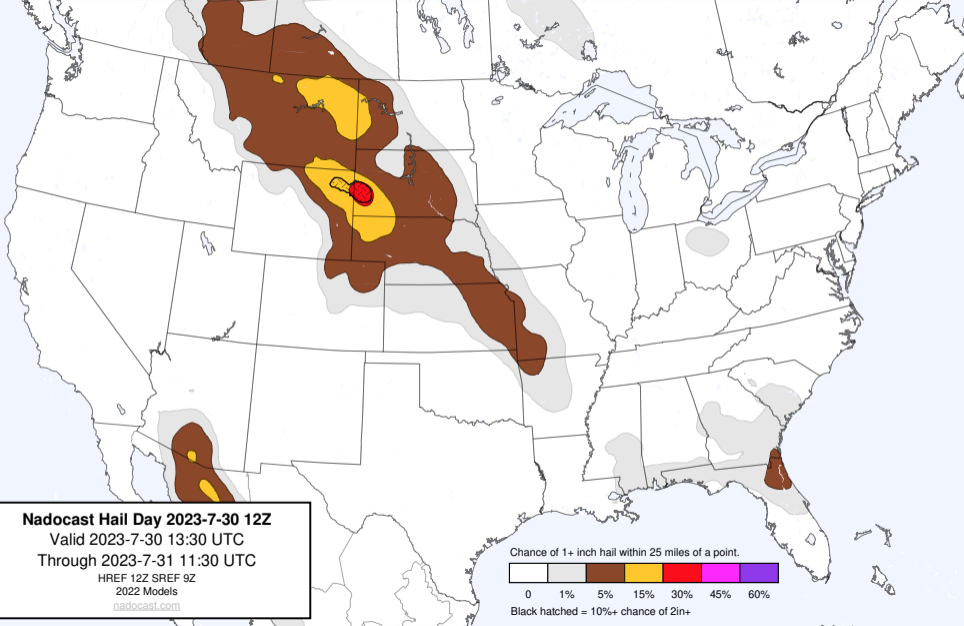 Nadocast Hail Day 2023-7-30 12Z
Valid 2023-7-30 13:30 UTC
Through 2023-7-31 11:30 UTC
HREF 12Z SREF 9Z
2022 Models
nadocast.com
Chance of 1+ inch hail within 25 miles of a point.
0 1% 5% 15% 30% 45% 60%
Black hatched = 10%+ chance of 2in+